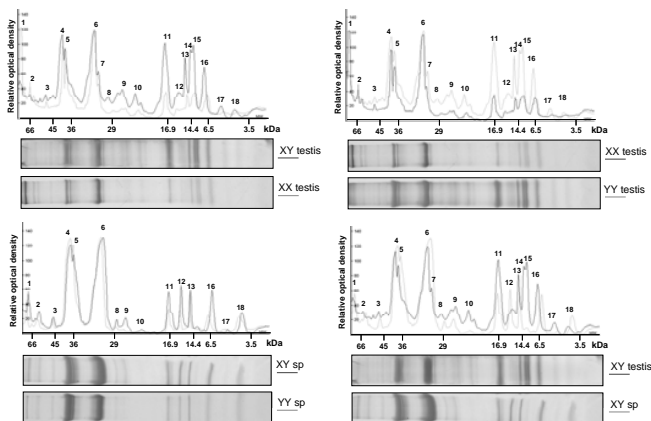 Relative optical density
1 2 3 4 5 6 7 8 9 10 11 12 13 14 15 16 17 18
66 45 36 29 16.9 14.4 6.5 3.5 kDa
XY testis
XX testis
Relative optical density
1 2 3 4 5 6 7 8 9 10 11 12 13 14 15 16 17 18
66 45 36 29 16.9 14.4 6.5 3.5 kDa
XX testis
YY testis
Relative optical density
1 2 3 4 5 6 8 9 10 11 12 13 16 17 18
66 45 36 29 16.9 14.4 6.5 3.5 kDa
XY sp
YY sp
Relative optical density
1 2 3 4 5 6 7 8 9 10 11 12 13 14 15 16 17 18
66 45 36 29 16.9 14.4 6.5 3.5 kDa
XY testis
XY sp